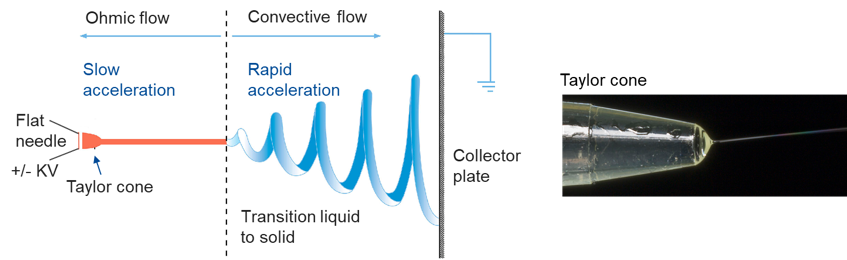 Ohmic flow
Convective flow
Slow
acceleration
Rapid
acceleration
Flat
needle
+/- KV
Taylor cone
Transition liquid
to solid
Collector
plate
Taylor cone